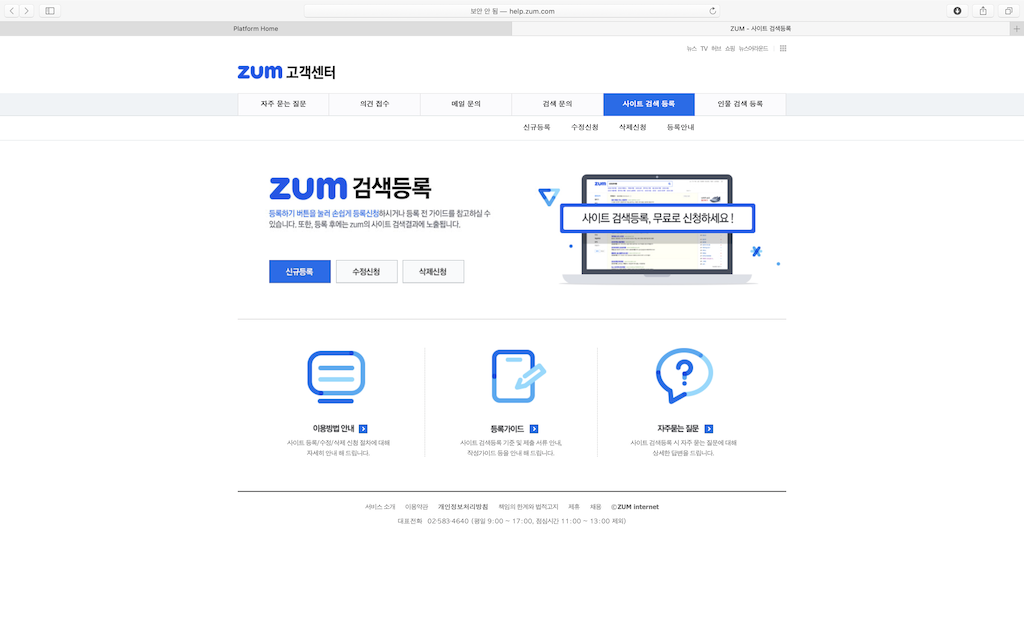 보안 안 됨 — help.zum.com
Platform Home
ZUM - 사이트 검색등록
뉴스 TV 허브 쇼핑 뉴스어라운드
zum 고객센터
자주 묻는 질문 의견 접수 메일 문의 검색 문의 사이트 검색 등록 인물 검색 등록
신규등록 수정신청 삭제신청 등록안내
zum 검색등록
등록하기 버튼을 눌러 손쉽게 등록신청하시거나 등록 전 가이드를 참고하실 수
있습니다. 또한, 등록 후에는 zum의 사이트 검색결과에 노출됩니다.
zum
사이트 검색등록, 무료로 신청하세요 !
신규등록 수정신청 삭제신청
이용방법 안내
사이트 등록/수정/삭제 신청 절차에 대해
자세히 안내 해 드립니다.
등록가이드
사이트 검색등록 기준 및 제출 서류 안내,
작성가이드 등을 안내 해 드립니다.
자주묻는 질문
사이트 검색등록 시 자주 묻는 질문에 대해
상세한 답변을 드립니다.
서비스 소개 이용약관 개인정보처리방침 책임의 한계와 법적고지 제휴 채용 ©ZUM internet
대표전화 02-583-4640 (평일 9:00 ~ 17:00, 점심시간 11:00 ~ 13:00 제외)